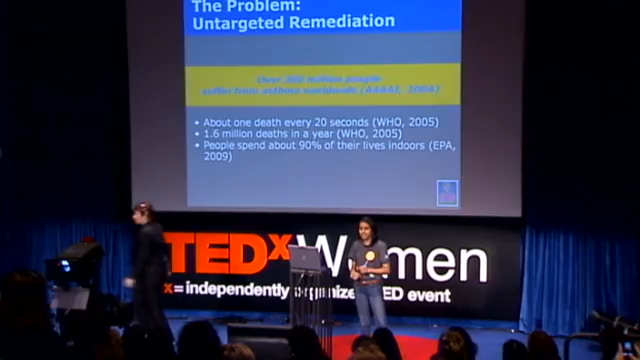 The Problem:
Untargeted Remediation
Over 300 million people
suffer from asthma worldwide (AAAAI, 2004)
• About one death every 20 seconds (WHO, 2005)
• 1.6 million deaths in a year (WHO, 2005)
• People spend about 90% of their lives indoors (EPA,
2009)
TEDx Women
x = independently organized TED event